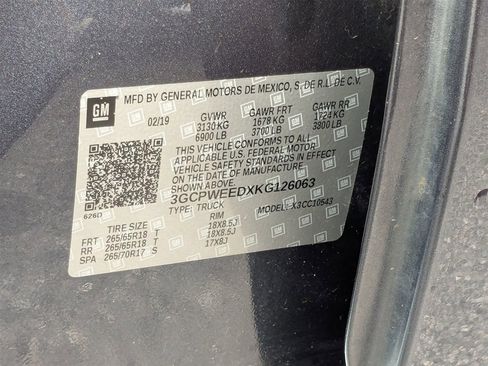 GM
MFD BY GENERAL MOTORS DE MEXICO, S. DE R.L. DE C.V.
02/19 GVWR GAWR FRT GAWR RR
3130 KG 1678 KG 1724 KG
6900 LB 3700 LB 3800 LB
THIS VEHICLE CONFORMS TO ALL APPLICABLE U.S. FEDERAL MOTOR
VEHICLE SAFETY STANDARDS IN EFFECT ON THE DATE OF
MANUFACTURE SHOWN ABOVE.
3GCPWEEDXKG126063
626D TYPE: TRUCK MODEL: X3CC10543
TIRE SIZE RIM
FRT 265/65R18 T 18X8.5J
RR 265/65R18 T 18X8.5J
SPA 265/70R17 S 17X8J